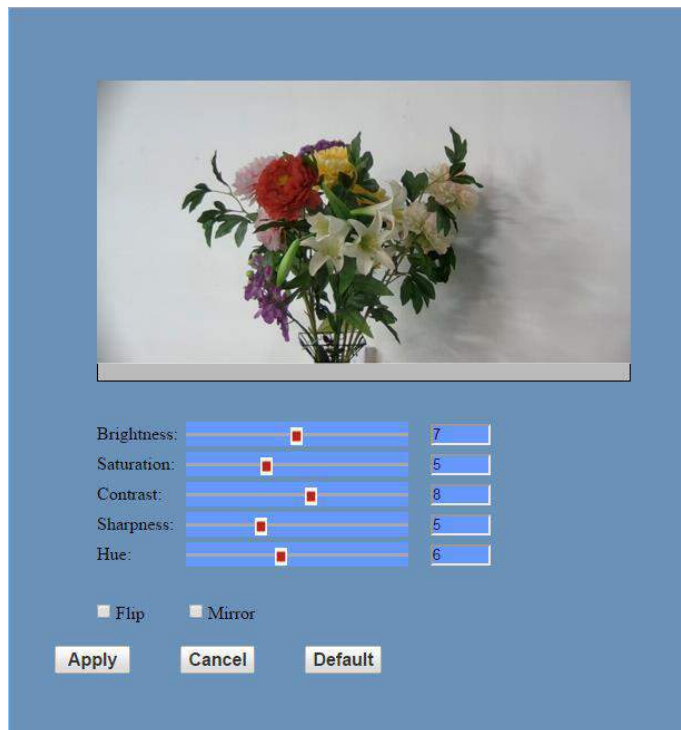 Brightness: 7
Saturation: 5
Contrast: 8
Sharpness: 5
Hue: 6
Flip Mirror
Apply Cancel Default